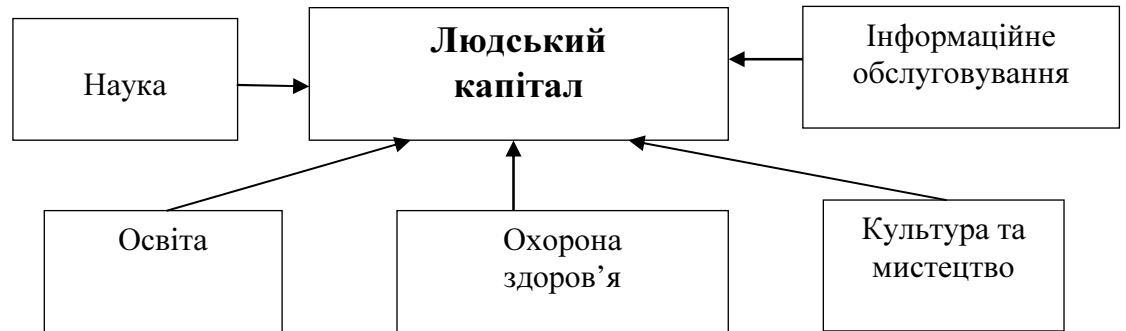 Наука
Людський
капітал
Інформаційне
обслуговування
Освіта
Охорона
здоров’я
Культура та
мистецтво